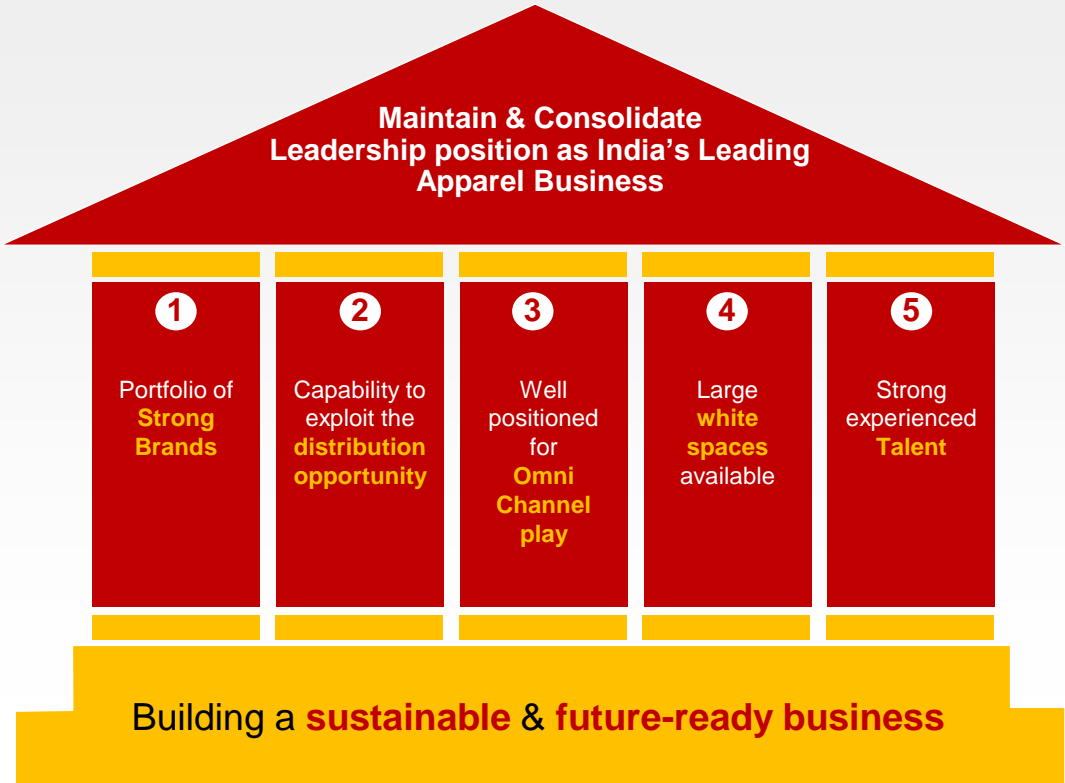 Maintain & Consolidate
Leadership position as India’s Leading
Apparel Business
1
Portfolio of
Strong
Brands
2
Capability to
exploit the
distribution
opportunity
3
Well
positioned
for
Omni
Channel
play
4
Large
white
spaces
available
5
Strong
experienced
Talent
Building a sustainable & future-ready business